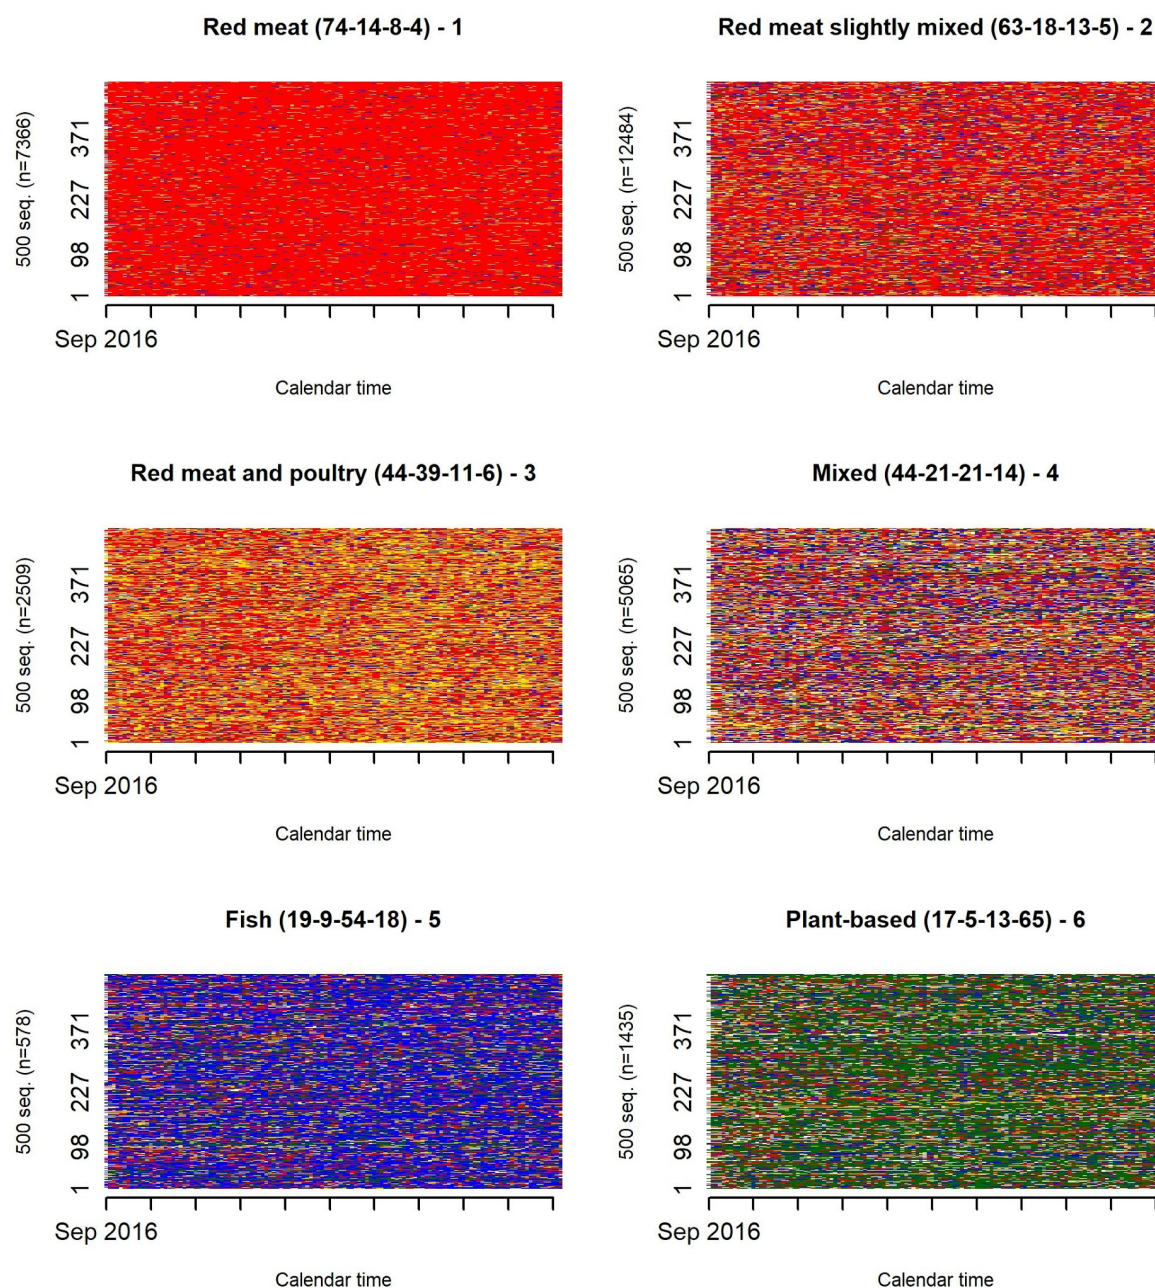 Red meat (74-14-8-4) - 1
500 seq. (n=7366)
371
227
98
1
Sep 2016
Calendar time
Red meat slightly mixed (63-18-13-5) - 2
500 seq. (n=12484)
371
227
98
1
Sep 2016
Calendar time
Red meat and poultry (44-39-11-6) - 3
500 seq. (n=2509)
371
227
98
1
Sep 2016
Calendar time
Mixed (44-21-21-14) - 4
500 seq. (n=5065)
371
227
98
1
Sep 2016
Calendar time
Fish (19-9-54-18) - 5
500 seq. (n=578)
371
227
98
1
Sep 2016
Calendar time
Plant-based (17-5-13-65) - 6
500 seq. (n=1435)
371
227
98
1
Sep 2016
Calendar time